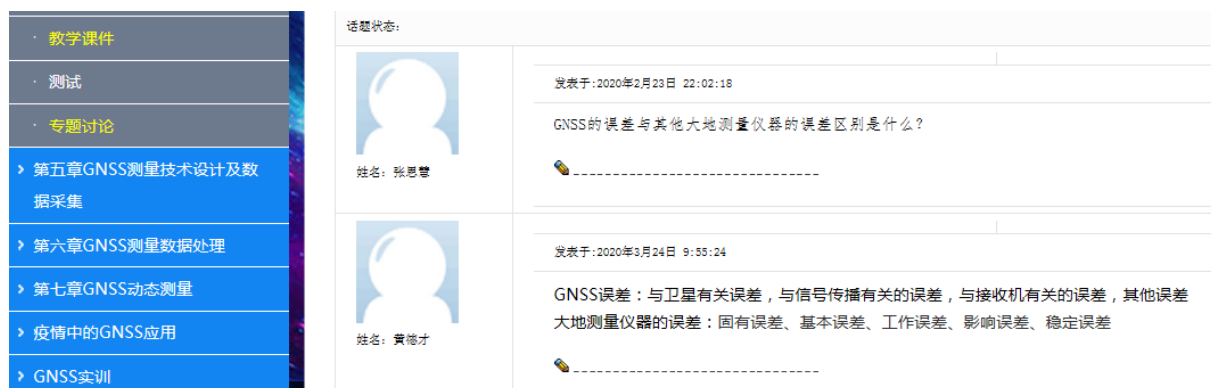 教学课件
测试
专题讨论
第五章GNSS测量技术设计及数
据采集
第六章GNSS测量数据处理
第七章GNSS动态测量
疫情中的GNSS应用
GNSS实训
话题状态:
姓名: 张思慧
发表于:2020年2月23日 22:02:18
GNSS的误差与其他大地测量仪器的误差区别是什么?
姓名: 黄德才
发表于:2020年3月24日 9:55:24
GNSS误差：与卫星有关误差，与信号传播有关的误差，与接收机有关的误差，其他误差
大地测量仪器的误差：固有误差、基本误差、工作误差、影响误差、稳定误差